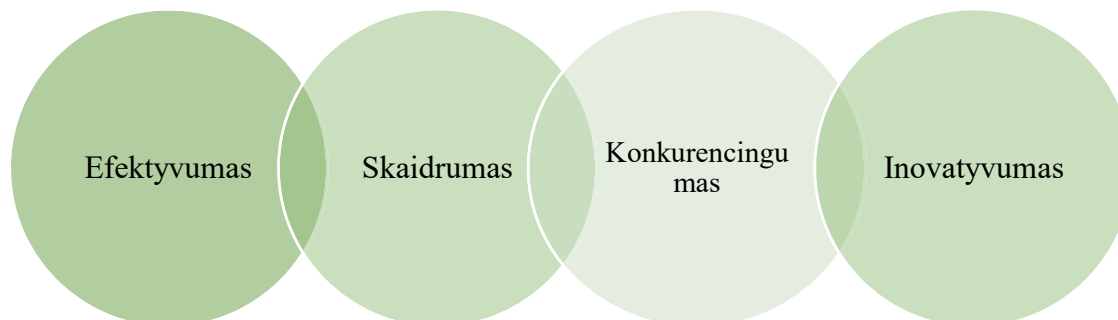 Efektyvumas
Skaidrumas
Konkurencingu
mas
Inovatyvumas